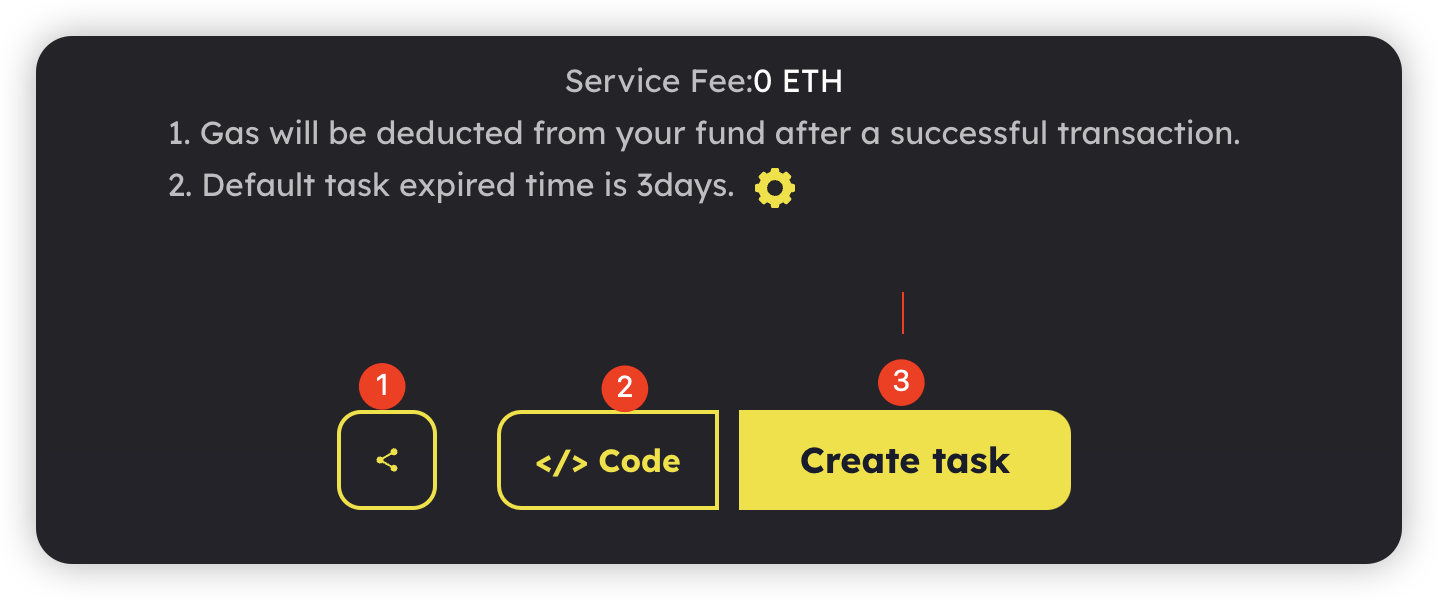 Service Fee:0 ETH
1. Gas will be deducted from your fund after a successful transaction.
2. Default task expired time is 3days.
1
2
3
</> Code
Create task